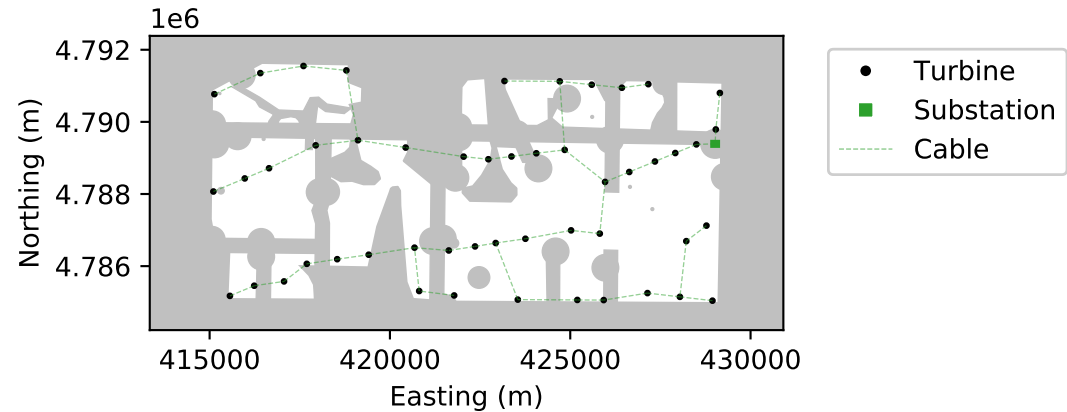 1e6
4.792
4.790
4.788
4.786
Northing (m)
415000 420000 425000 430000
Easting (m)
Turbine
Substation
Cable